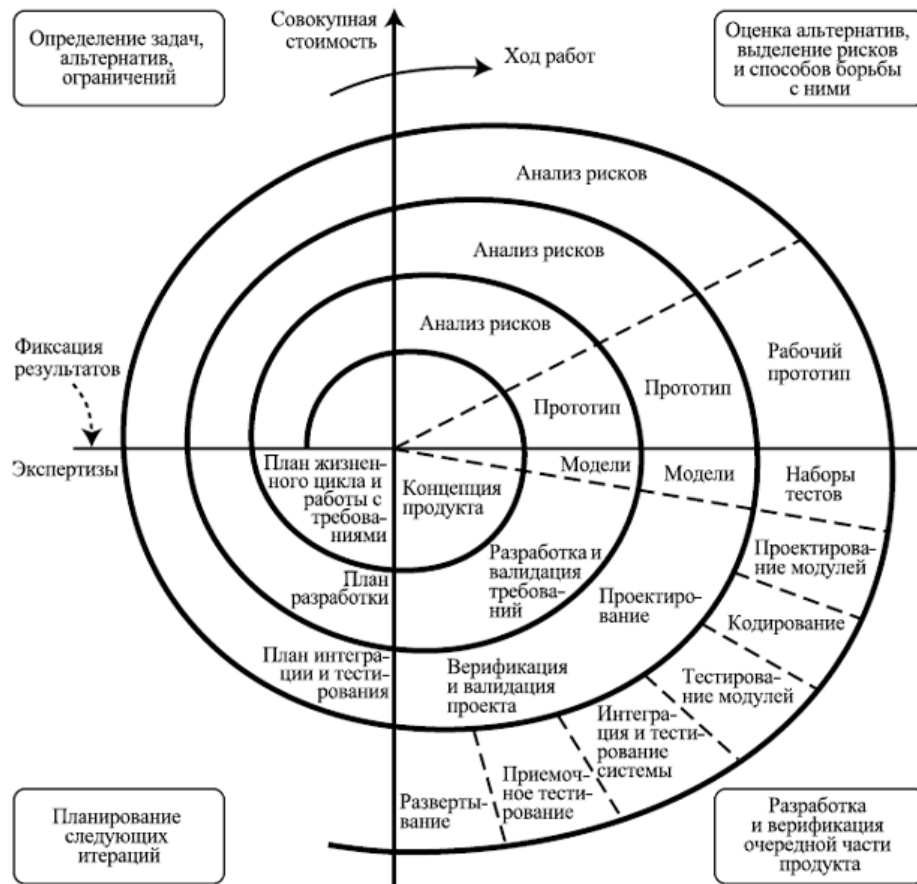 Определение задач,
альтернатив,
ограничений
Совокупная
стоимость
Ход работ
Оценка альтернатив,
выделение рисков
и способов борьбы
с ними
Анализ рисков
Анализ рисков
Анализ рисков
Фиксация
результатов
Рабочий
прототип
Прототип
Прототип
Экспертизы
План жизнен-
ного цикла и
работы с
требова-
ниями
Концепция
продукта
Модели
Модели
Наборы
тестов
План
разработки
Разработка и
валидация
требова-
ний
Проектиро-
вание
Проектирова-
ние модулей
Кодирование
План интегра-
ции и тести-
рования
Верификация
и валидация
проекта
Тестирова-
ние модулей
Интегра-
ция и тести-
рование
системы
Приемоч-
ное тести-
рование
Разверты-
вание
Планирование
следующих
итераций
Разработка
и верификация
очередной части
продукта